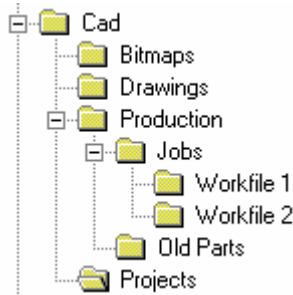 Cad
Bitmaps
Drawings
Production
Jobs
Workfile 1
Workfile 2
Old Parts
Projects